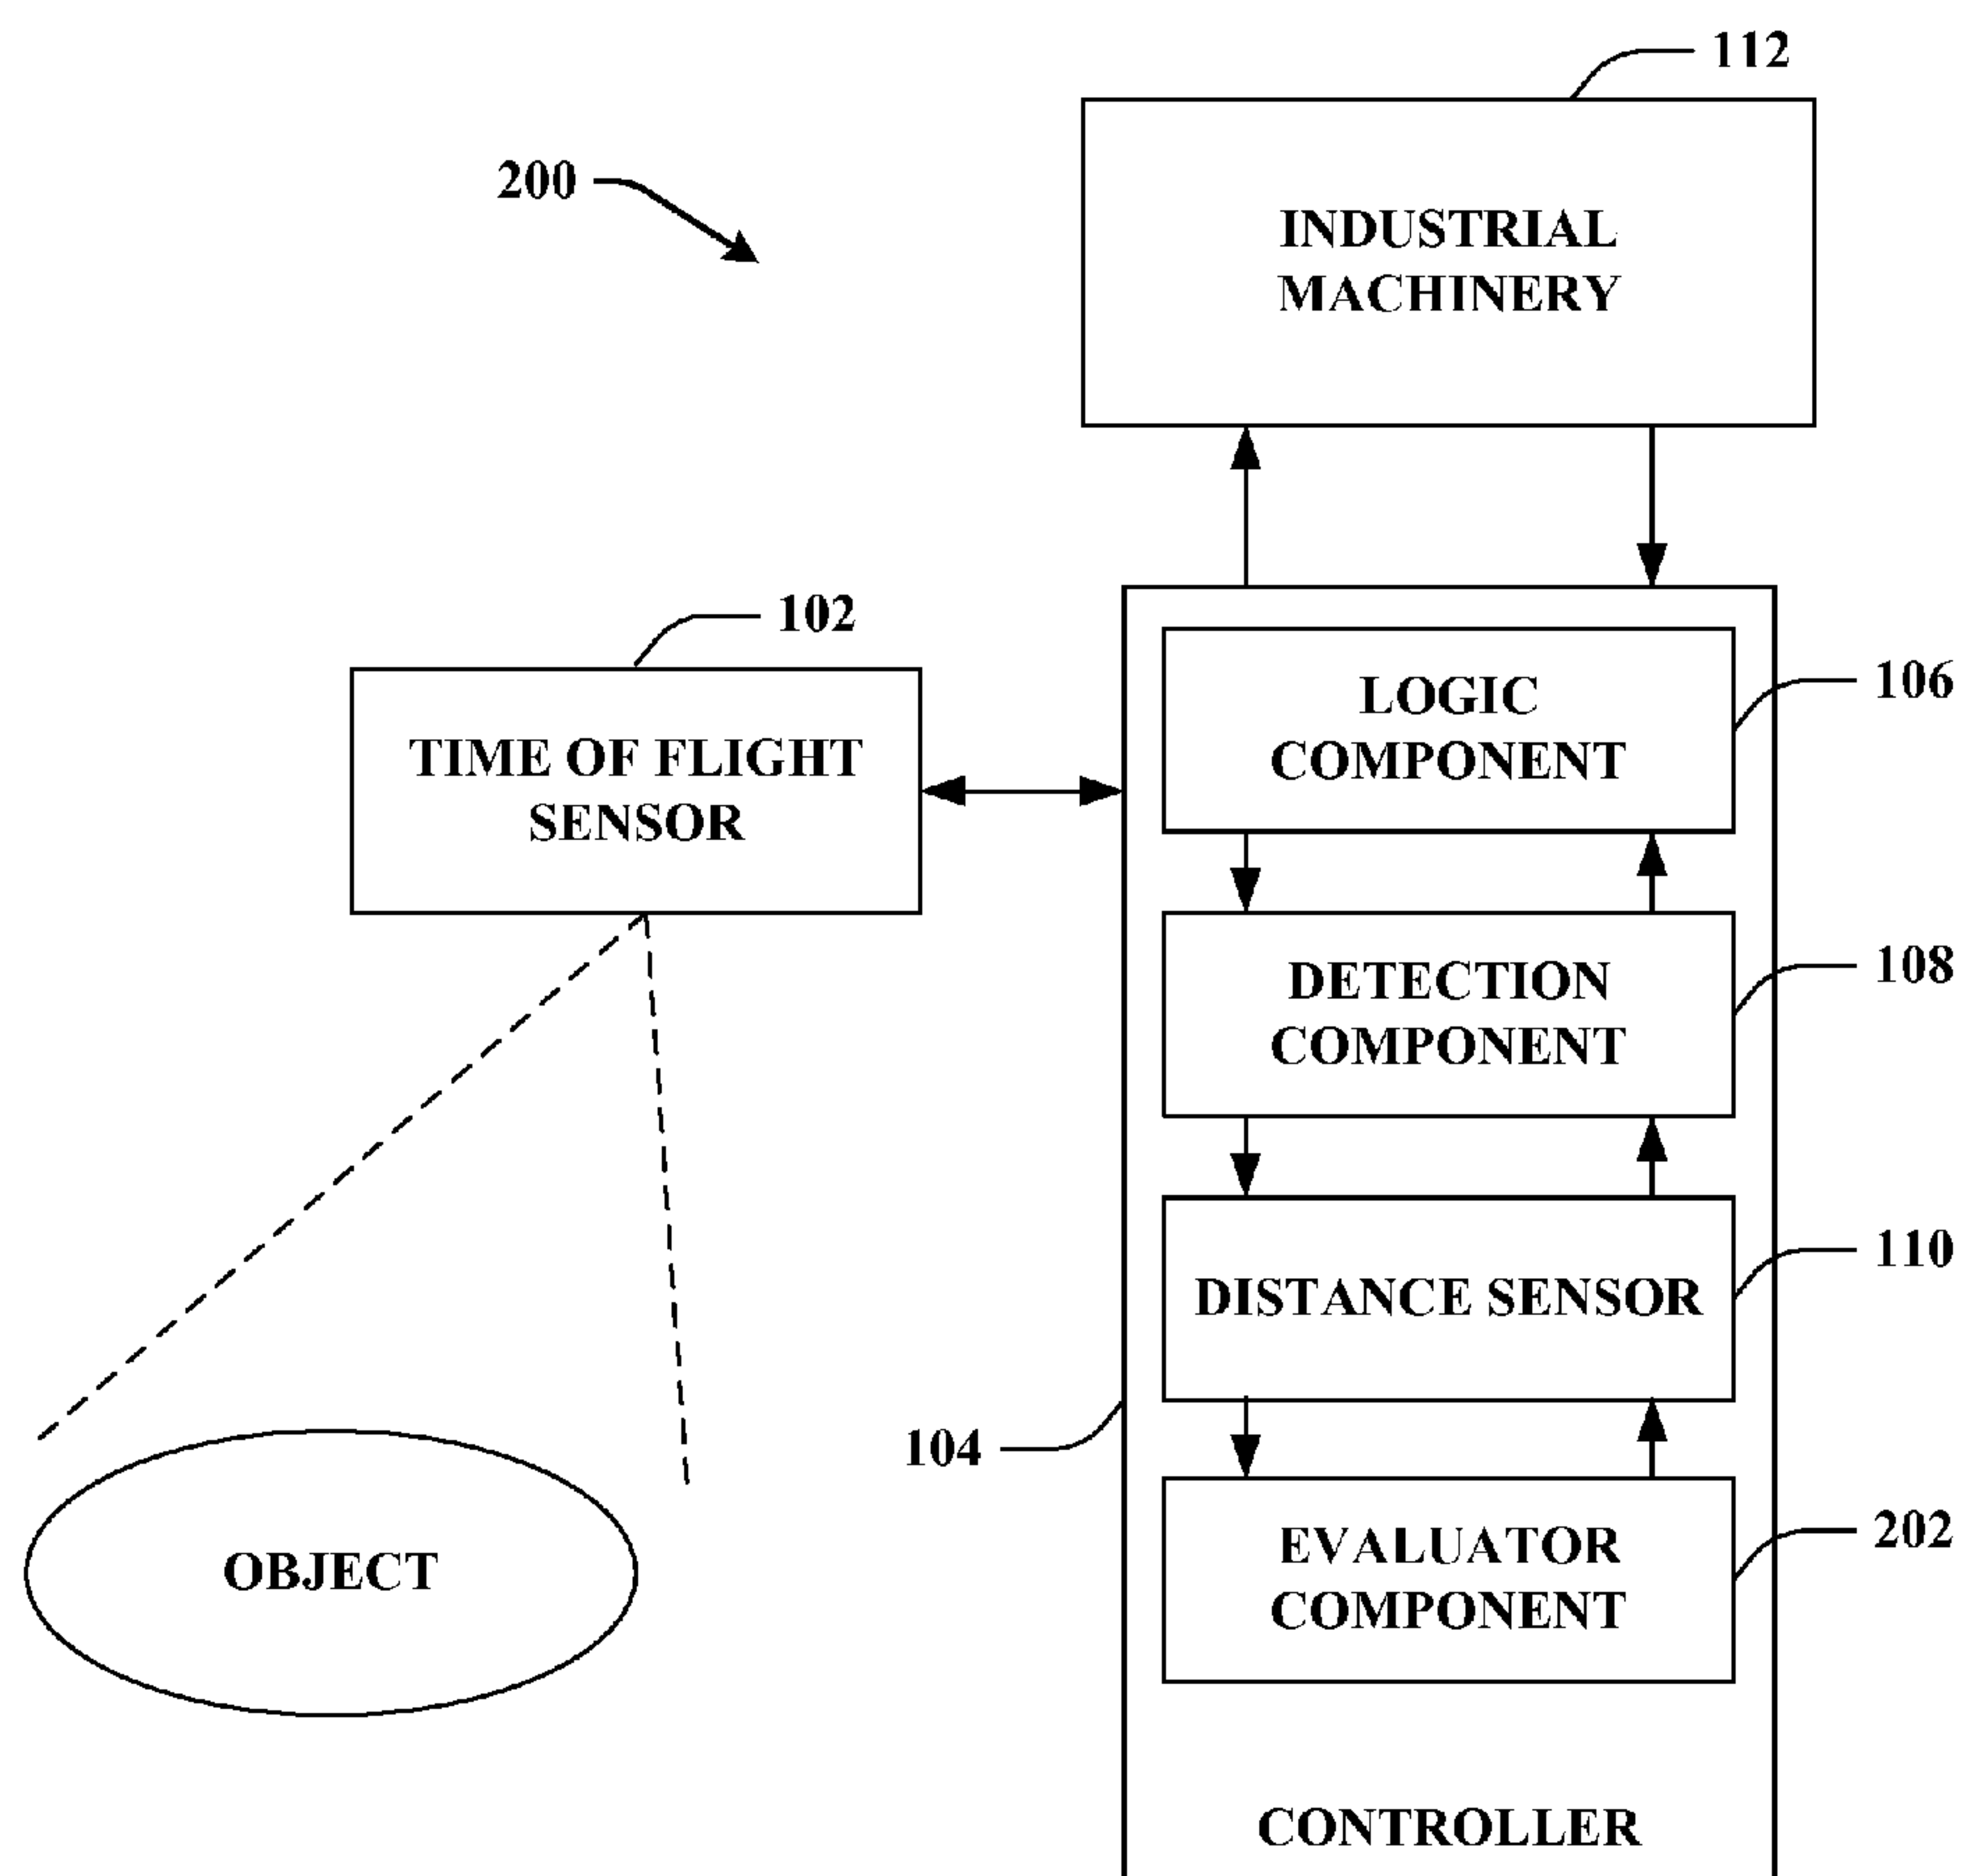 112
200
INDUSTRIAL
MACHINERY
102
TIME OF FLIGHT
SENSOR
LOGIC
COMPONENT
106
DETECTION
COMPONENT
108
DISTANCE SENSOR
110
104
EVALUATOR
COMPONENT
202
OBJECT
CONTROLLER